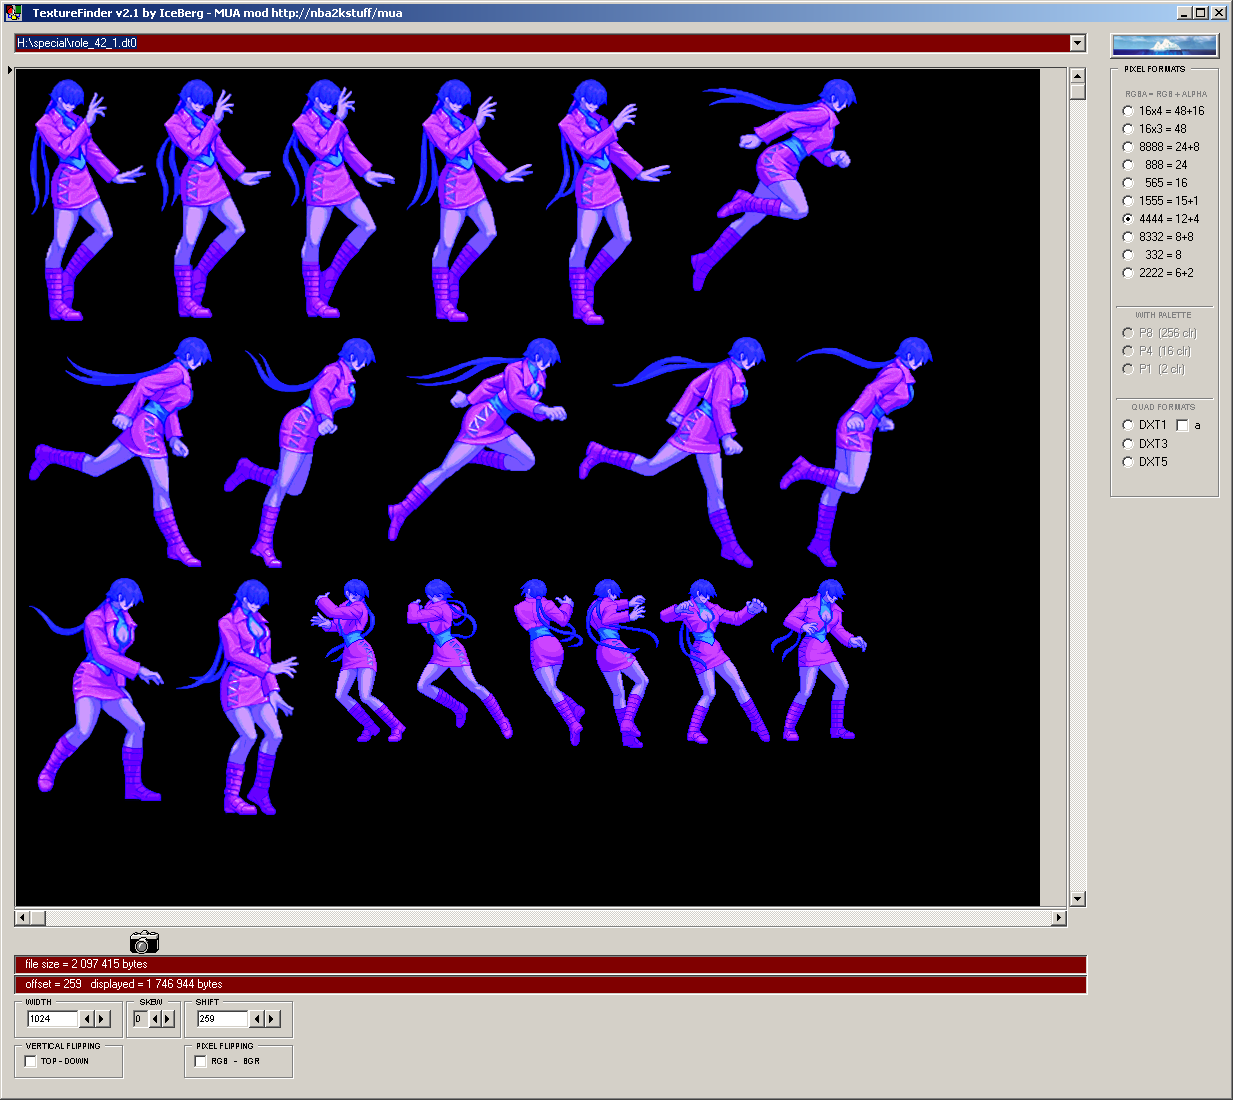 TextureFinder v2.1 by IceBerg - MUA mod http://nba2kstuff/mua
H:\special\role_42_1.dt0
PIXEL FORMATS
RGBA = RGB + ALPHA
16x4 = 48+16
16x3 = 48
8888 = 24+8
888 = 24
565 = 16
1555 = 15+1
4444 = 12+4
8332 = 8+8
332 = 8
2222 = 6+2
WITH PALETTE
P8 (256 clr)
P4 (16 clr)
P1 (2 clr)
QUAD FORMATS
DXT1 a
DXT3
DXT5
file size = 2 097 415 bytes
offset = 259 displayed = 1 746 944 bytes
WIDTH SKEW SHIFT
1024 0 259
VERTICAL FLIPPING PIXEL FLIPPING
TOP - DOWN RGB - BGR